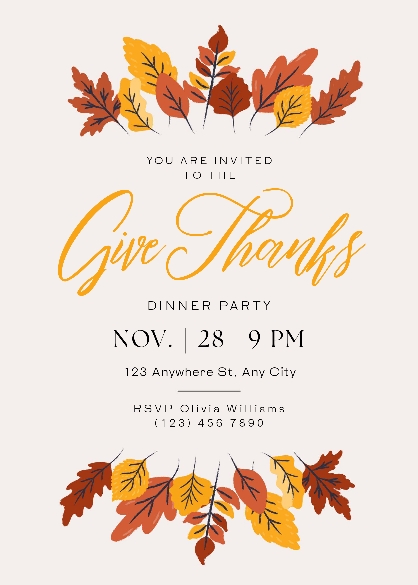 YOU ARE INVITED
TO THE
Give Thanks
DINNER PARTY
NOV. | 28 9 PM
123 Anywhere St, Any City
RSVP Olivia Williams
(123) 456 7890